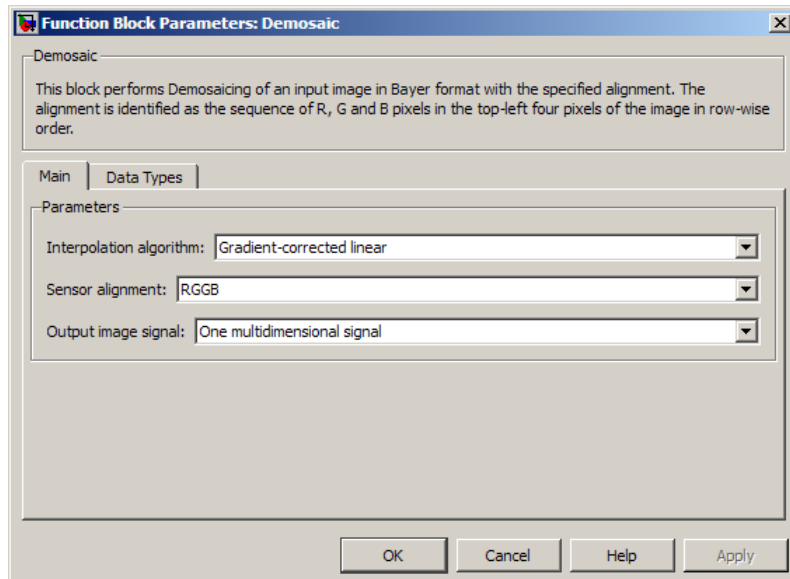 Function Block Parameters: Demosaic
Demosaic
This block performs Demosaicing of an input image in Bayer format with the specified alignment. The
alignment is identified as the sequence of R, G and B pixels in the top-left four pixels of the image in row-wise
order.
Main Data Types
Parameters
Interpolation algorithm: Gradient-corrected linear
Sensor alignment: RGGB
Output image signal: One multidimensional signal
OK Cancel Help Apply